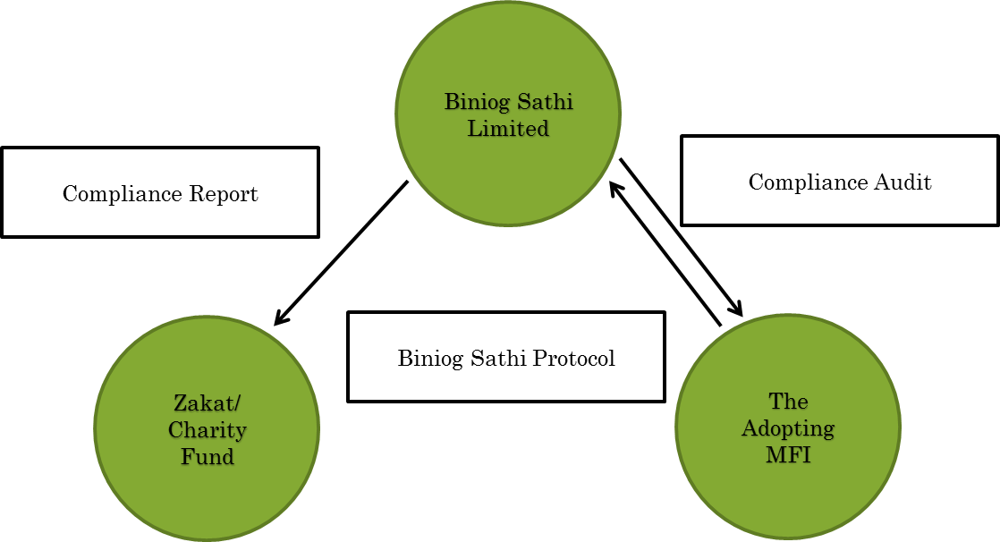 Biniog Sathi
Limited
Compliance Report
Compliance Audit
Biniog Sathi Protocol
Zakat/
Charity
Fund
The
Adopting
MFI